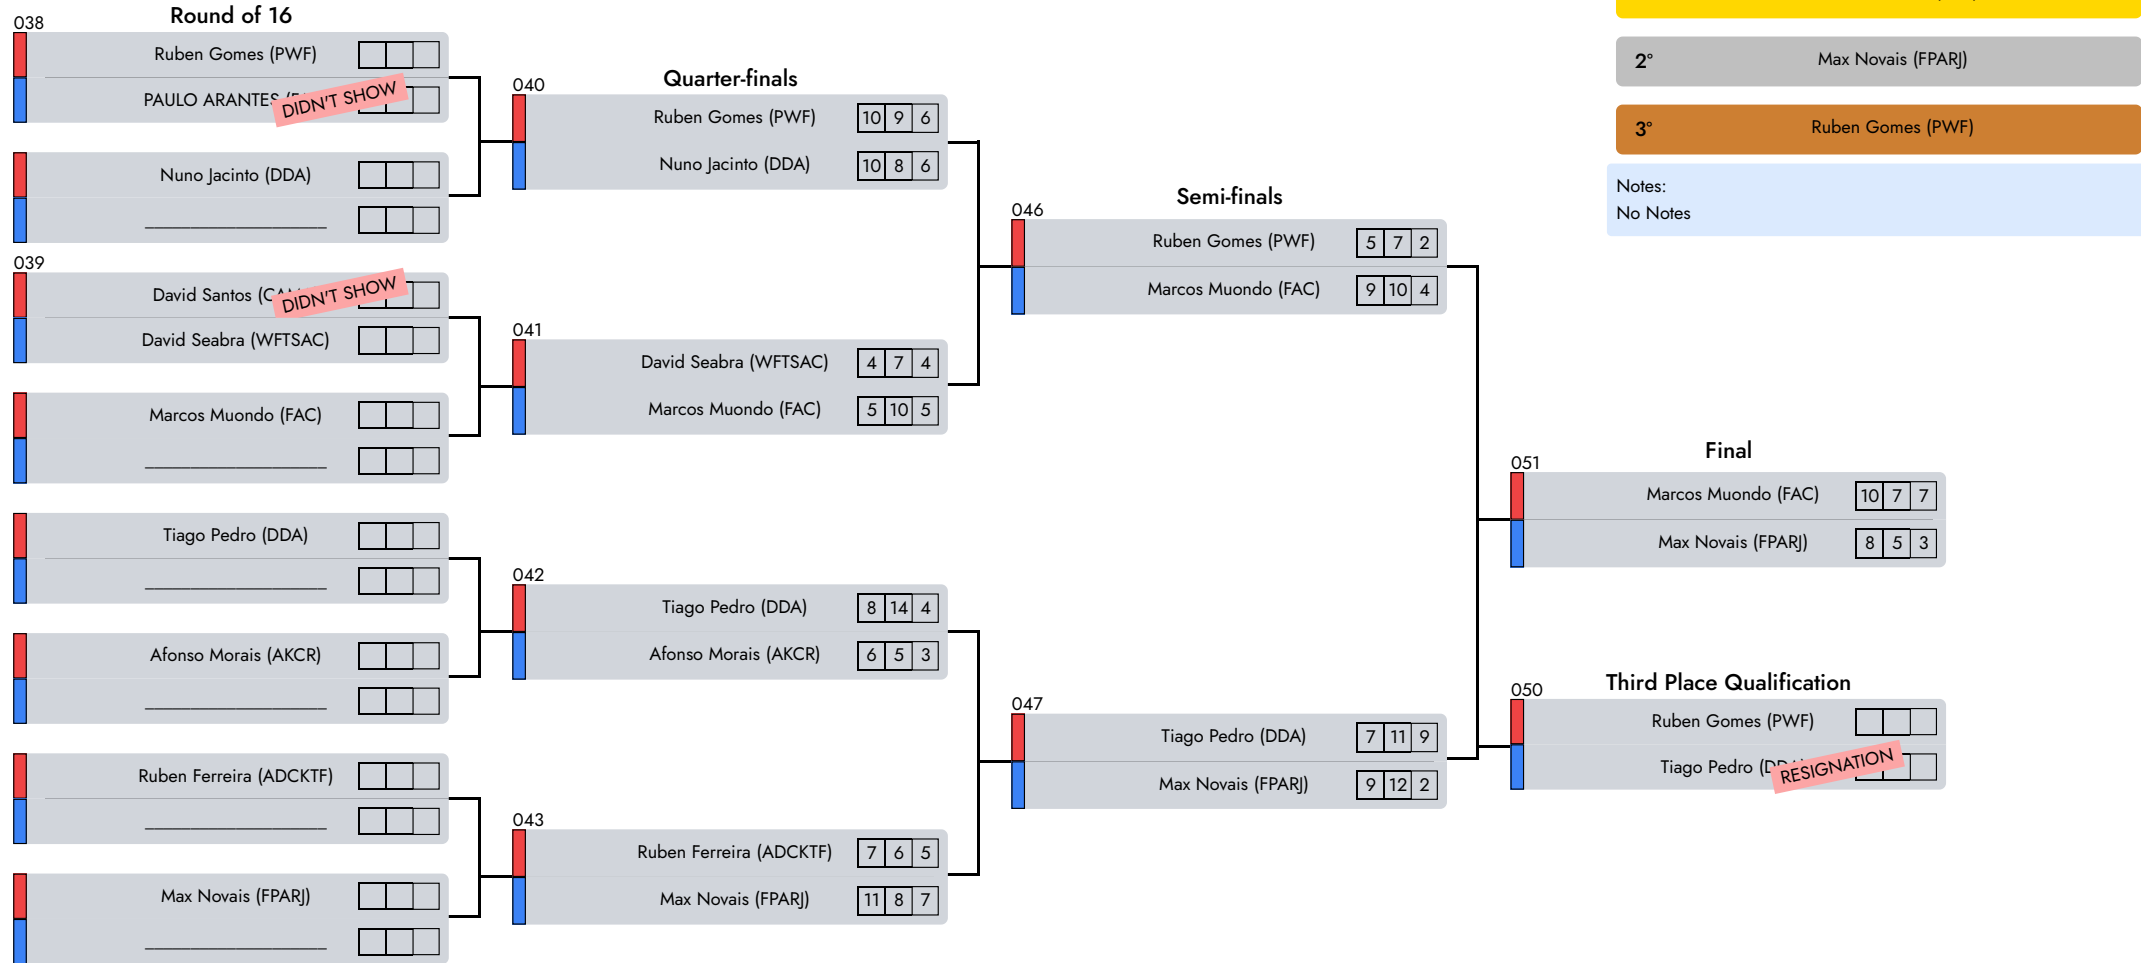 Round of 16
038
Ruben Gomes (PWF)
PAULO ARANTES
DIDN'T SHOW
Nuno Jacinto (DDA)
____________________
039
David Santos
DIDN'T SHOW
David Seabra (WFTSAC)
Marcos Muondo (FAC)
____________________
Tiago Pedro (DDA)
____________________
Afonso Morais (AKCR)
____________________
Ruben Ferreira (ADCKTF)
____________________
Max Novais (FPARJ)
____________________
Quarter-finals
040
Ruben Gomes (PWF) 10 9 6
Nuno Jacinto (DDA) 10 8 6
041
David Seabra (WFTSAC) 4 7 4
Marcos Muondo (FAC) 5 10 5
042
Tiago Pedro (DDA) 8 14 4
Afonso Morais (AKCR) 6 5 3
043
Ruben Ferreira (ADCKTF) 7 6 5
Max Novais (FPARJ) 11 8 7
Semi-finals
046
Ruben Gomes (PWF) 5 7 2
Marcos Muondo (FAC) 9 10 4
047
Tiago Pedro (DDA) 7 11 9
Max Novais (FPARJ) 9 12 2
Final
051
Marcos Muondo (FAC) 10 7 7
Max Novais (FPARJ) 8 5 3
Third Place Qualification
050
Ruben Gomes (PWF)
Tiago Pedro
RESIGNATION
2° Max Novais (FPARJ)
3° Ruben Gomes (PWF)
Notes:
No Notes